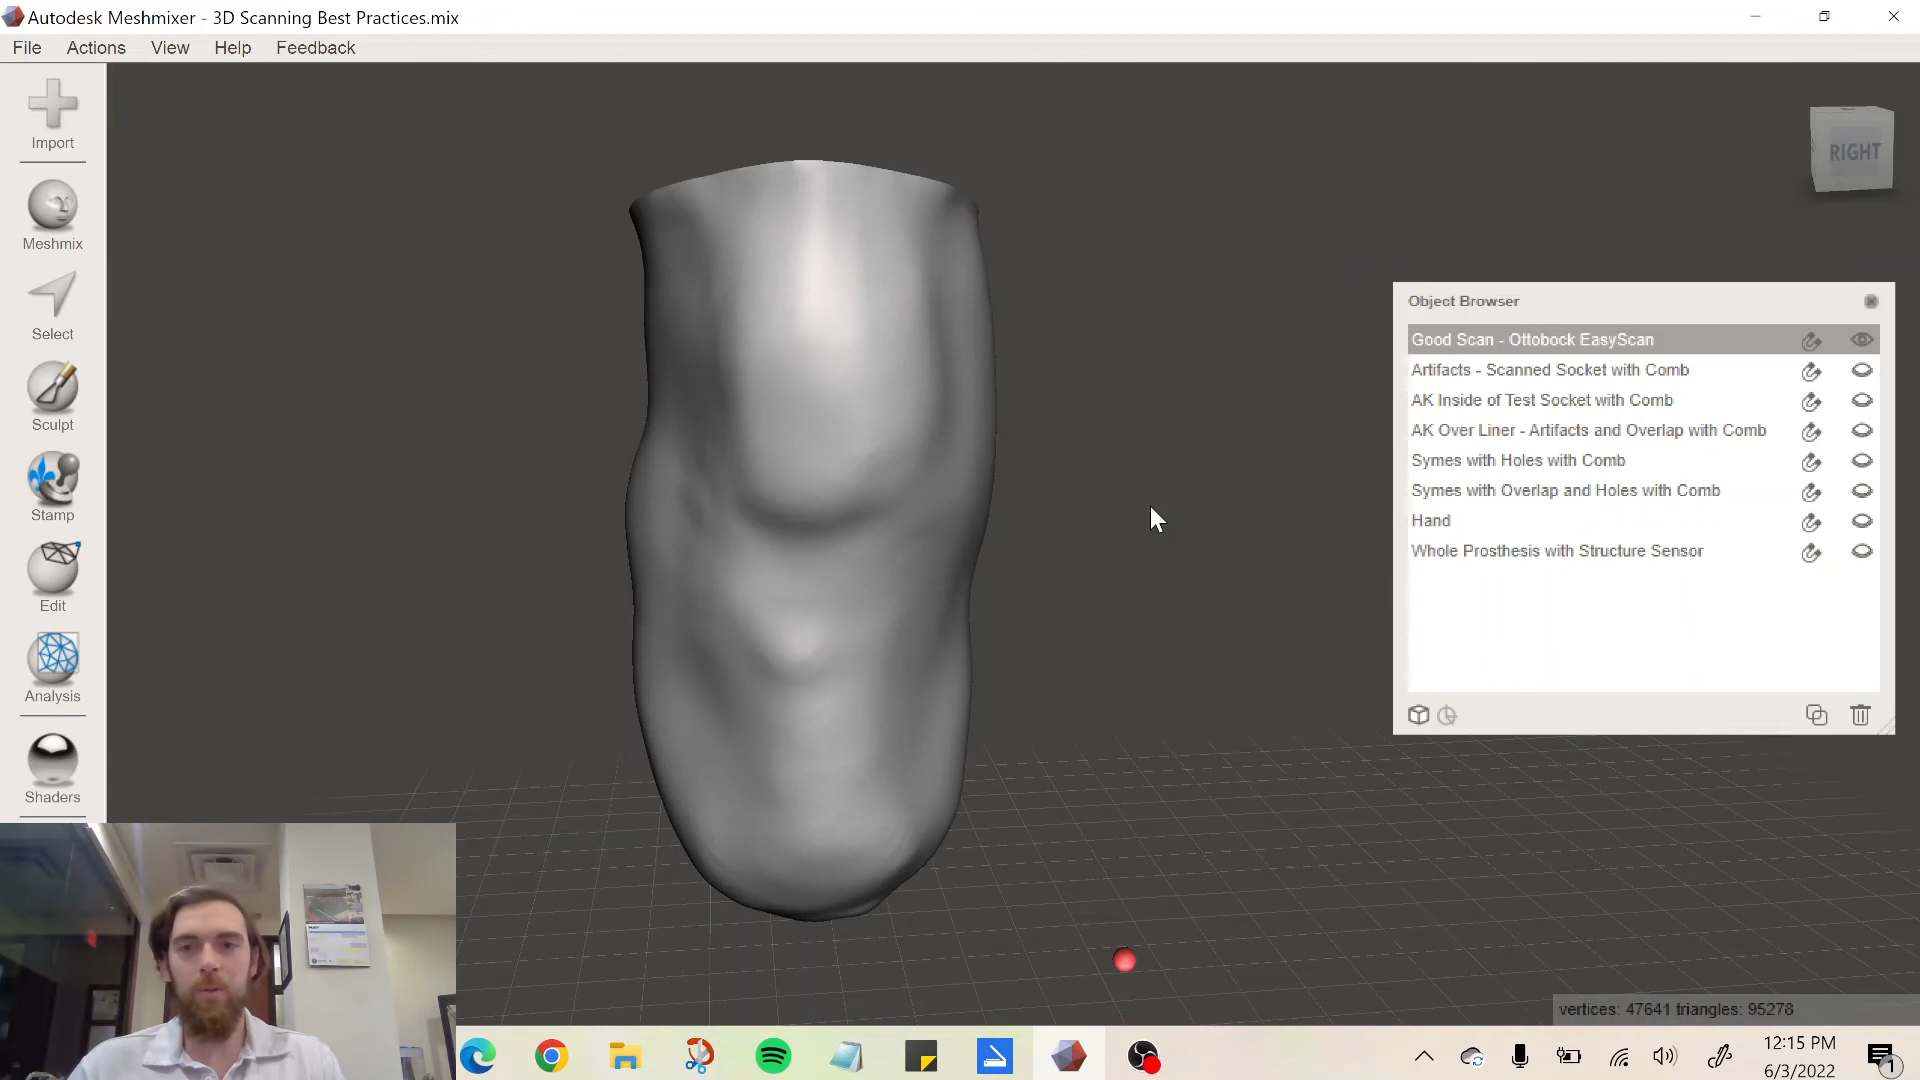 Autodesk Meshmixer - 3D Scanning Best Practices.mix
File Actions View Help Feedback
Import
Meshmix
Select
Sculpt
Stamp
Edit
Analysis
Shaders
RIGHT
Object Browser
Good Scan - Ottobock EasyScan
Artifacts - Scanned Socket with Comb
AK Inside of Test Socket with Comb
AK Over Liner - Artifacts and Overlap with Comb
Symes with Holes with Comb
Symes with Overlap and Holes with Comb
Hand
Whole Prosthesis with Structure Sensor
vertices: 47641 triangles: 95278
MAY
12:15 PM
6/3/2022
1